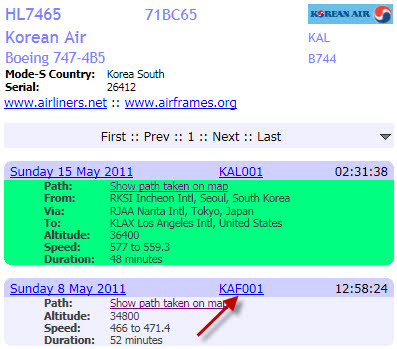 HL7465 71BC65 KOREAN AIR
Korean Air KAL
Boeing 747-4B5 B744
Mode-S Country: Korea South
Serial: 26412
www.airliners.net :: www.airframes.org
First :: Prev :: 1 :: Next :: Last
Sunday 15 May 2011 KAL001 02:31:38
Path: Show path taken on map
From: RKSI Incheon Intl, Seoul, South Korea
Via: RJAA Narita Intl, Tokyo, Japan
To: KLAX Los Angeles Intl, United States
Altitude: 36400
Speed: 577 to 559.3
Duration: 48 minutes
Sunday 8 May 2011 KAF001 12:58:24
Path: Show path taken on map
Altitude: 34800
Speed: 466 to 471.4
Duration: 52 minutes